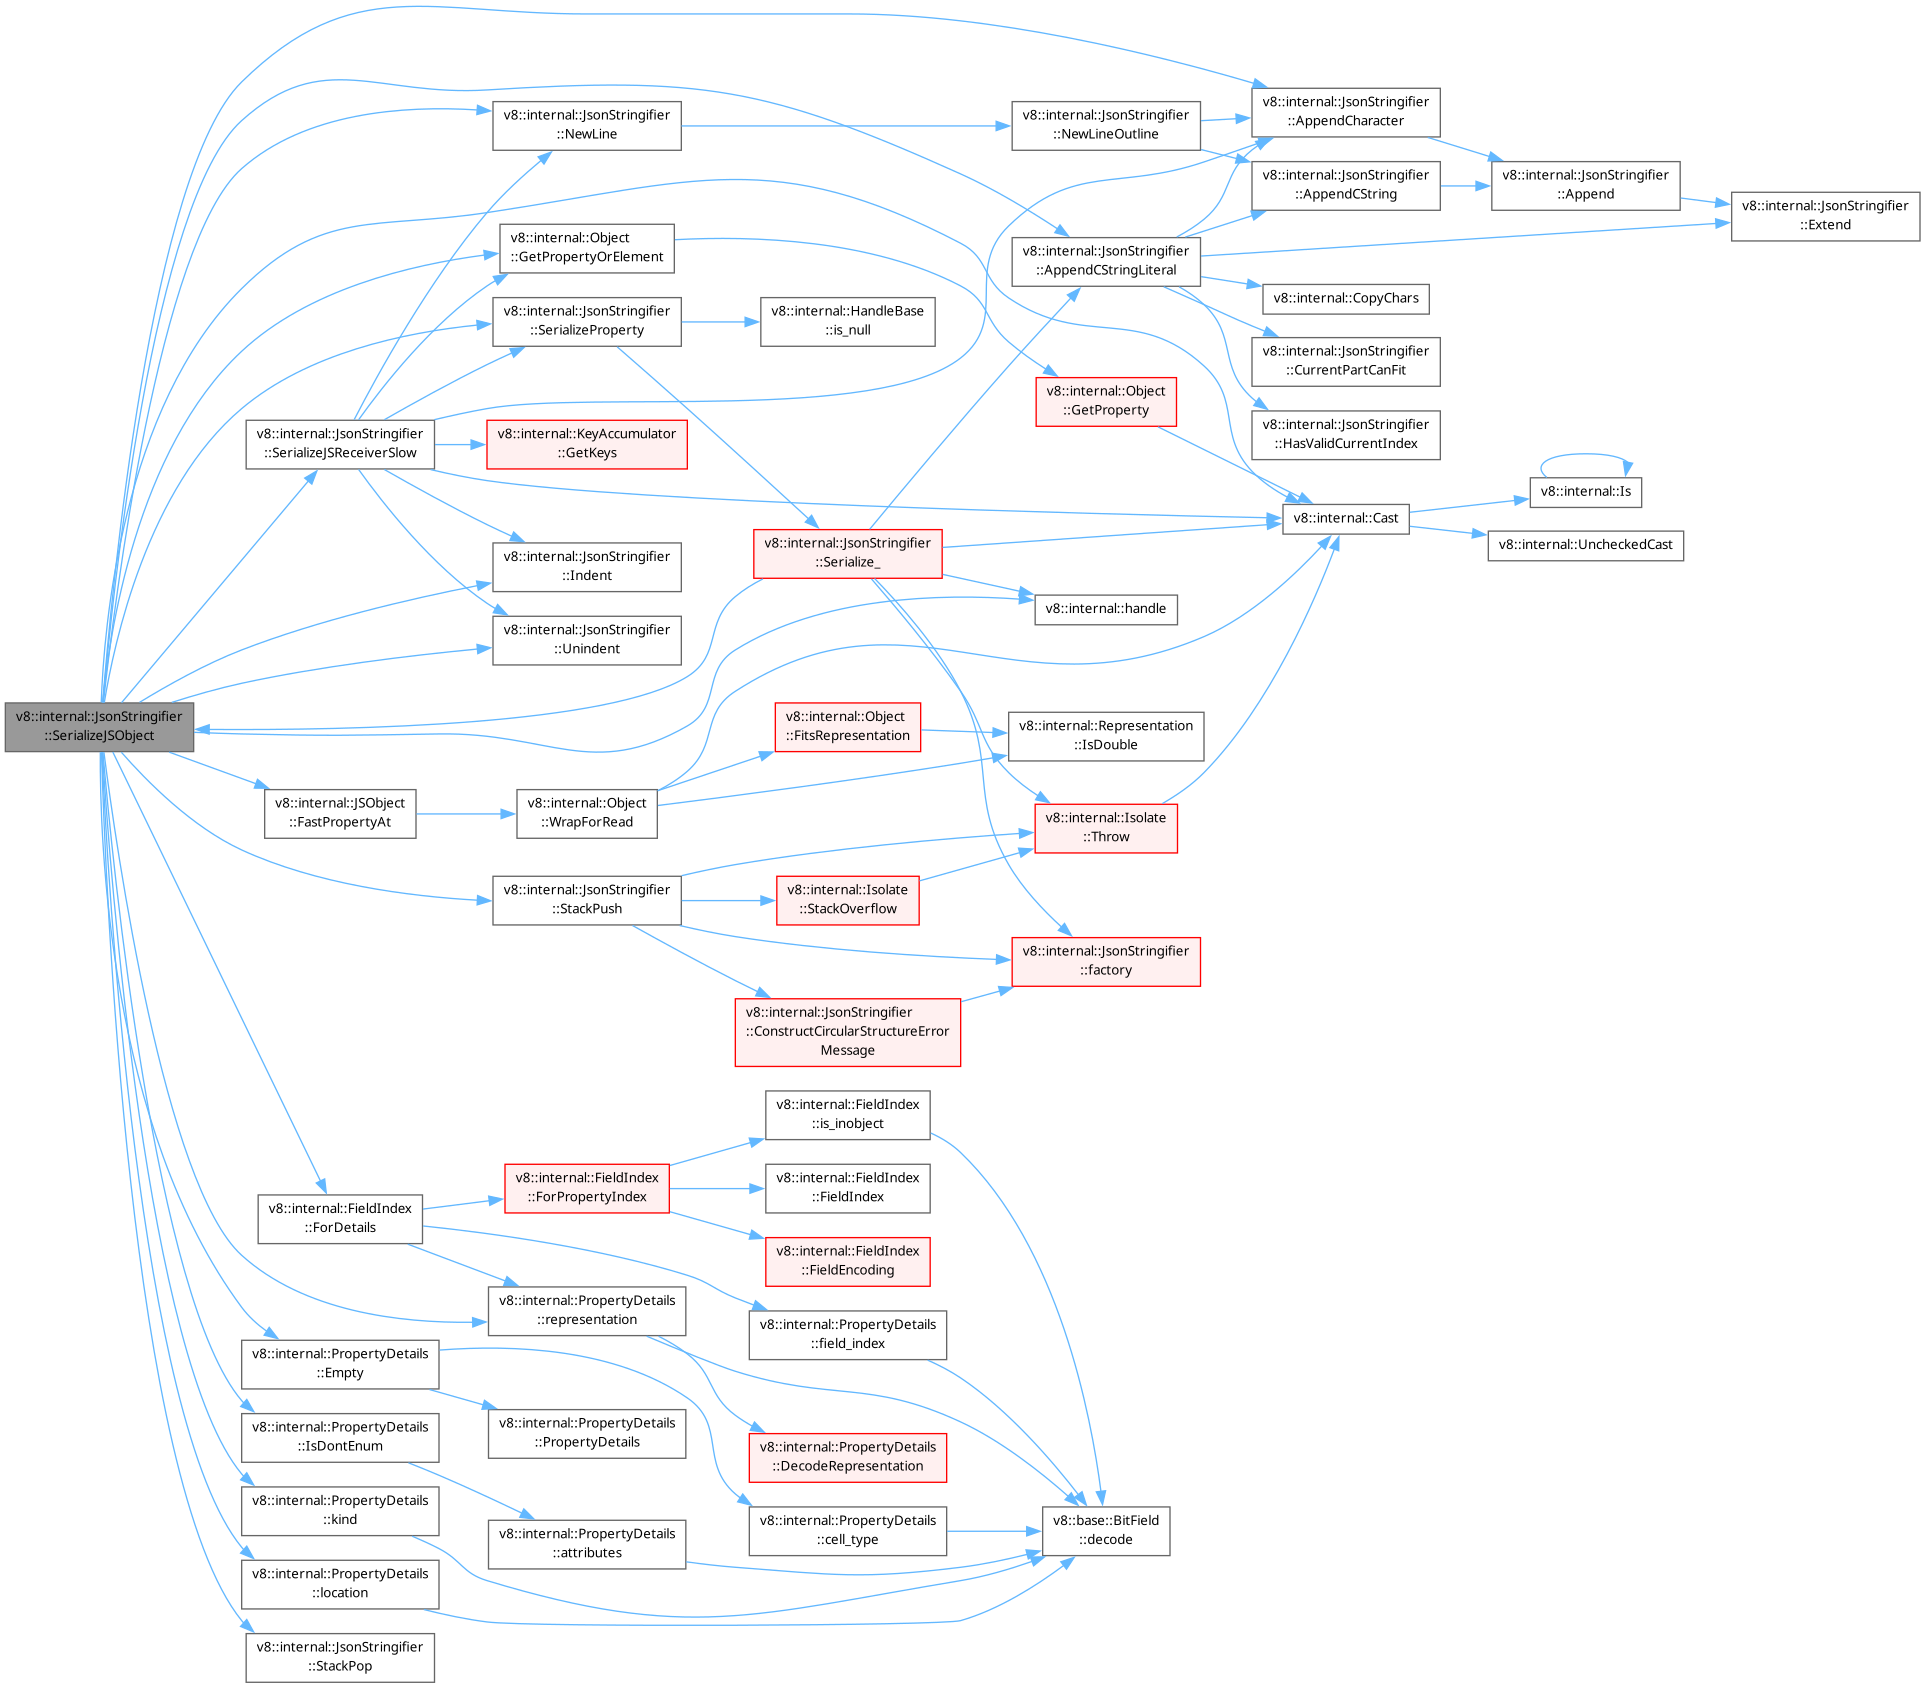 v8::internal::JsonStringifier
::SerializeJSObject
v8::internal::JsonStringifier
::SerializeJSReceiverSlow
v8::internal::JSObject
::FastPropertyAt
v8::internal::FieldIndex
::ForDetails
v8::internal::PropertyDetails
::Empty
v8::internal::PropertyDetails
::IsDontEnum
v8::internal::PropertyDetails
::kind
v8::internal::PropertyDetails
::location
v8::internal::JsonStringifier
::StackPop
v8::internal::JsonStringifier
::NewLine
v8::internal::Object
::GetPropertyOrElement
v8::internal::JsonStringifier
::SerializeProperty
v8::internal::KeyAccumulator
::GetKeys
v8::internal::JsonStringifier
::Indent
v8::internal::JsonStringifier
::Unindent
v8::internal::Object
::WrapForRead
v8::internal::JsonStringifier
::StackPush
v8::internal::FieldIndex
::ForPropertyIndex
v8::internal::PropertyDetails
::representation
v8::internal::PropertyDetails
::PropertyDetails
v8::internal::PropertyDetails
::attributes
v8::internal::HandleBase
::is_null
v8::internal::JsonStringifier
::Serialize_
v8::internal::Object
::FitsRepresentation
v8::internal::Isolate
::StackOverflow
v8::internal::JsonStringifier
::ConstructCircularStructureError
Message
v8::internal::FieldIndex
::is_inobject
v8::internal::FieldIndex
::FieldIndex
v8::internal::FieldIndex
::FieldEncoding
v8::internal::PropertyDetails
::field_index
v8::internal::PropertyDetails
::DecodeRepresentation
v8::internal::PropertyDetails
::cell_type
v8::internal::JsonStringifier
::NewLineOutline
v8::internal::JsonStringifier
::AppendCStringLiteral
v8::internal::Object
::GetProperty
v8::internal::handle
v8::internal::Representation
::IsDouble
v8::internal::Isolate
::Throw
v8::internal::JsonStringifier
::factory
v8::base::BitField
::decode
v8::internal::JsonStringifier
::AppendCharacter
v8::internal::JsonStringifier
::AppendCString
v8::internal::CopyChars
v8::internal::JsonStringifier
::CurrentPartCanFit
v8::internal::JsonStringifier
::HasValidCurrentIndex
v8::internal::Cast
v8::internal::JsonStringifier
::Append
v8::internal::Is
v8::internal::UncheckedCast
v8::internal::JsonStringifier
::Extend